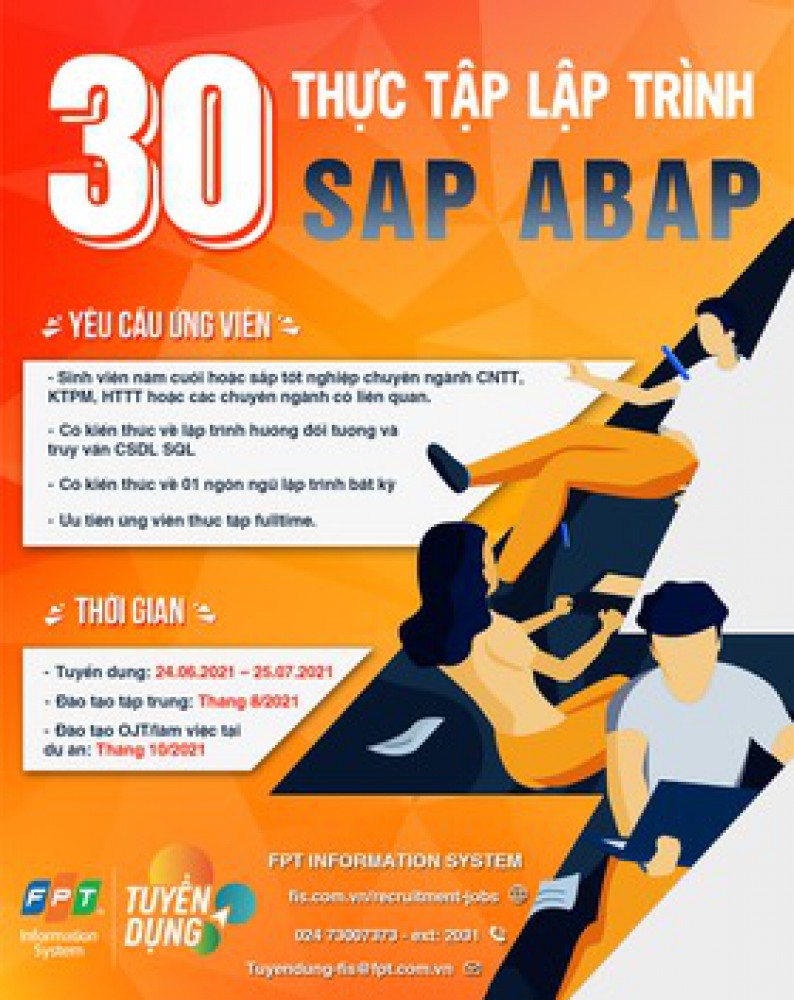 30
THỰC TẬP LẬP TRÌNH
SAP ABAP
YÊU CẦU ỨNG VIÊN
- Sinh viên năm cuối hoặc sắp tốt nghiệp chuyên ngành CNTT,
KTPM, HTTT hoặc các chuyên ngành có liên quan.
- Có kiến thức về lập trình hướng đối tượng và
truy vấn CSDL SQL
- Có kiến thức về 01 ngôn ngữ lập trình bất kỳ
- Ưu tiên ứng viên thực tập fulltime.
THỜI GIAN
- Tuyển dụng: 24.06.2021 – 25.07.2021
- Đào tạo tập trung: Tháng 8/2021
- Đào tạo OJT/làm việc tại
dự án: Tháng 10/2021
FPT
Information
System
TUYỂN
DỤNG
FPT INFORMATION SYSTEM
fis.com.vn/recruitment-jobs
024 73007373 - ext: 2031
Tuyendung-fis@fpt.com.vn